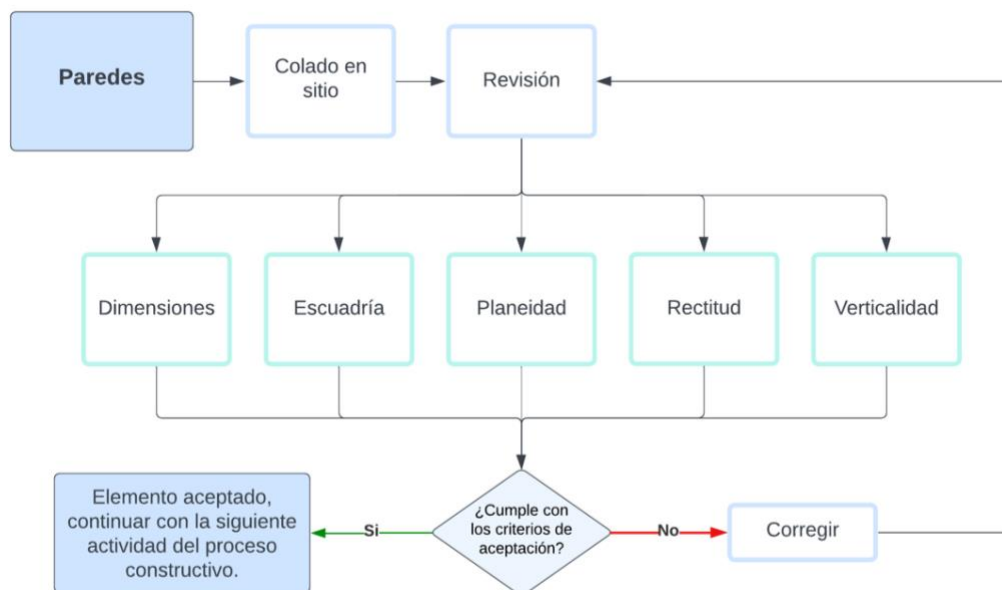 Paredes
Colado en
sitio
Revisión
Dimensiones
Escuadría
Planeidad
Rectitud
Verticalidad
¿Cumple con
los criterios de
aceptación?
Si
No
Elemento aceptado,
continuar con la siguiente
actividad del proceso
constructivo.
Corregir